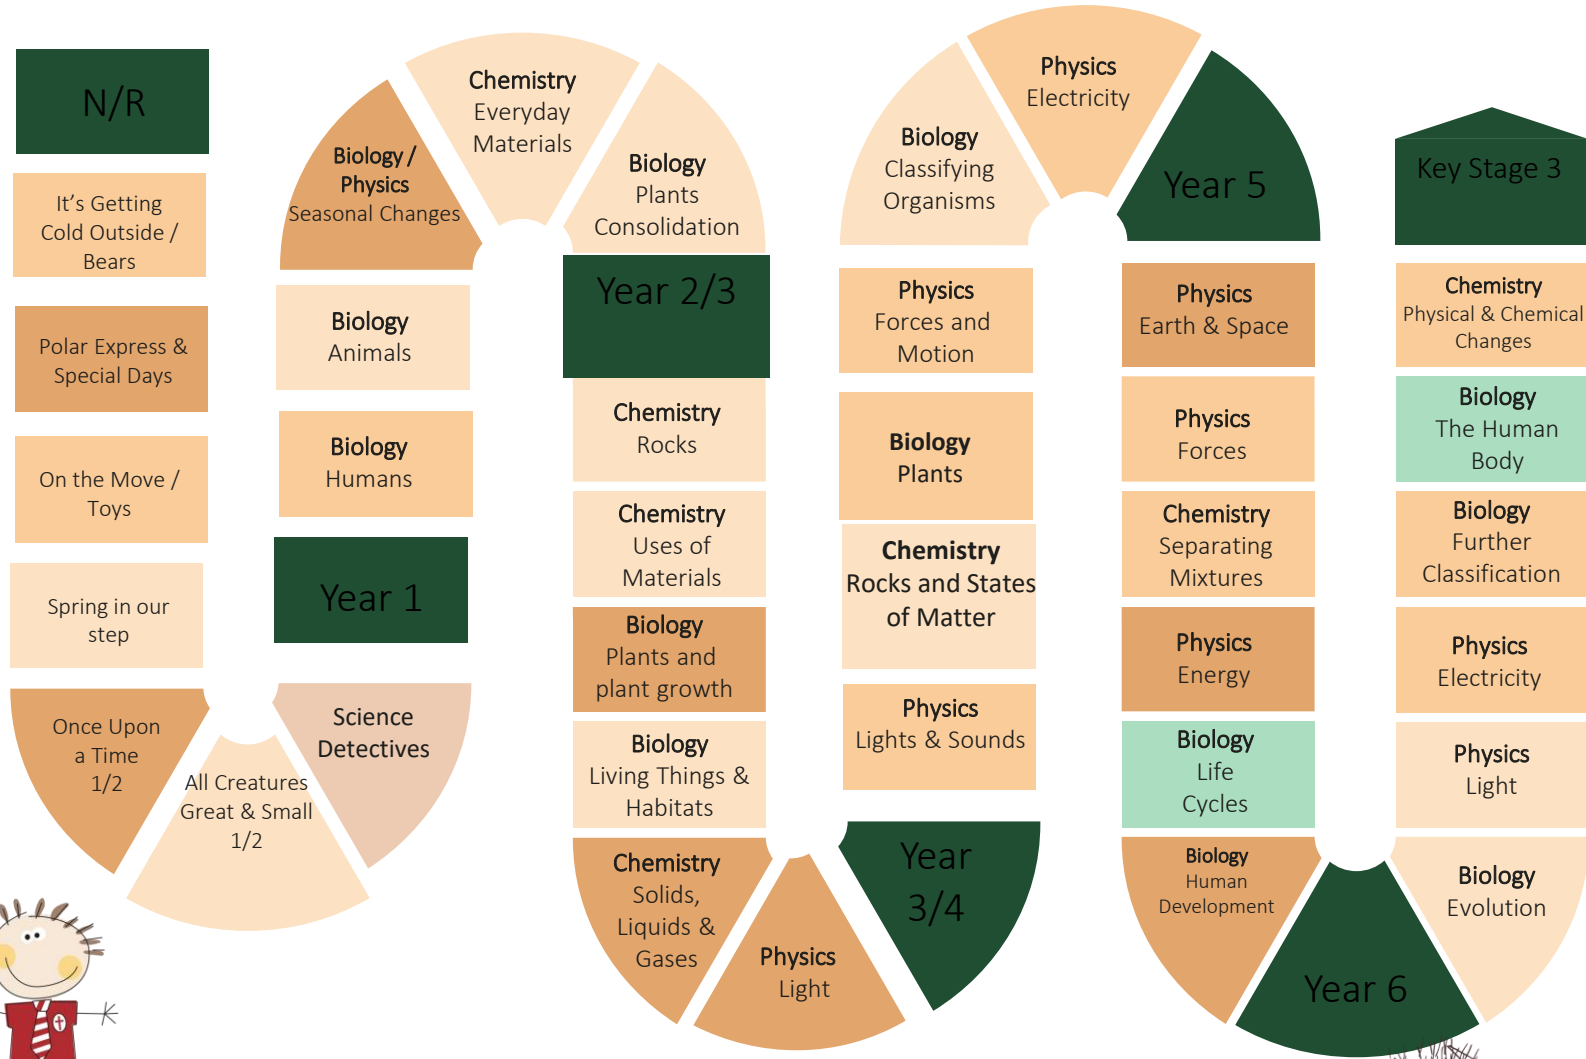 N/R
It's Getting
Cold Outside /
Bears
Polar Express &
Special Days
On the Move /
Toys
Spring in our
step
Once Upon
a Time
1/2
All Creatures
Great & Small
1/2
Science
Detectives
Year 1
Biology
Humans
Biology
Animals
Biology /
Physics
Seasonal Changes
Chemistry
Everyday
Materials
Biology
Plants
Consolidation
Year 2/3
Chemistry
Rocks
Chemistry
Uses of
Materials
Biology
Plants and
plant growth
Biology
Living Things &
Habitats
Chemistry
Solids,
Liquids &
Gases
Physics
Light
Year
3/4
Physics
Lights & Sounds
Chemistry
Rocks and States
of Matter
Biology
Plants
Physics
Forces and
Motion
Biology
Classifying
Organisms
Physics
Electricity
Year 5
Physics
Earth & Space
Physics
Forces
Chemistry
Separating
Mixtures
Physics
Energy
Biology
Life
Cycles
Biology
Human
Development
Year 6
Biology
Evolution
Physics
Light
Physics
Electricity
Biology
Further
Classification
Biology
The Human
Body
Chemistry
Physical & Chemical
Changes
Key Stage 3